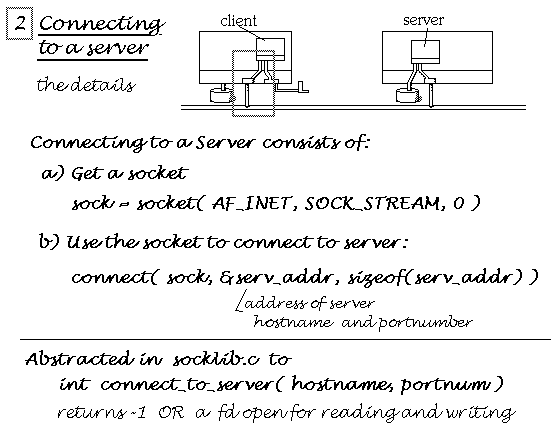 2 Connecting
to a server
the details
client
server
Connecting to a Server consists of:
a) Get a socket
sock = socket( AF_INET, SOCK_STREAM, 0 )
b) Use the socket to connect to server:
connect( sock, &serv_addr, sizeof(serv_addr) )
address of server
hostname and portnumber
Abstracted in socklib.c to
int connect_to_server( hostname, portnum )
returns -1 OR a fd open for reading and writing